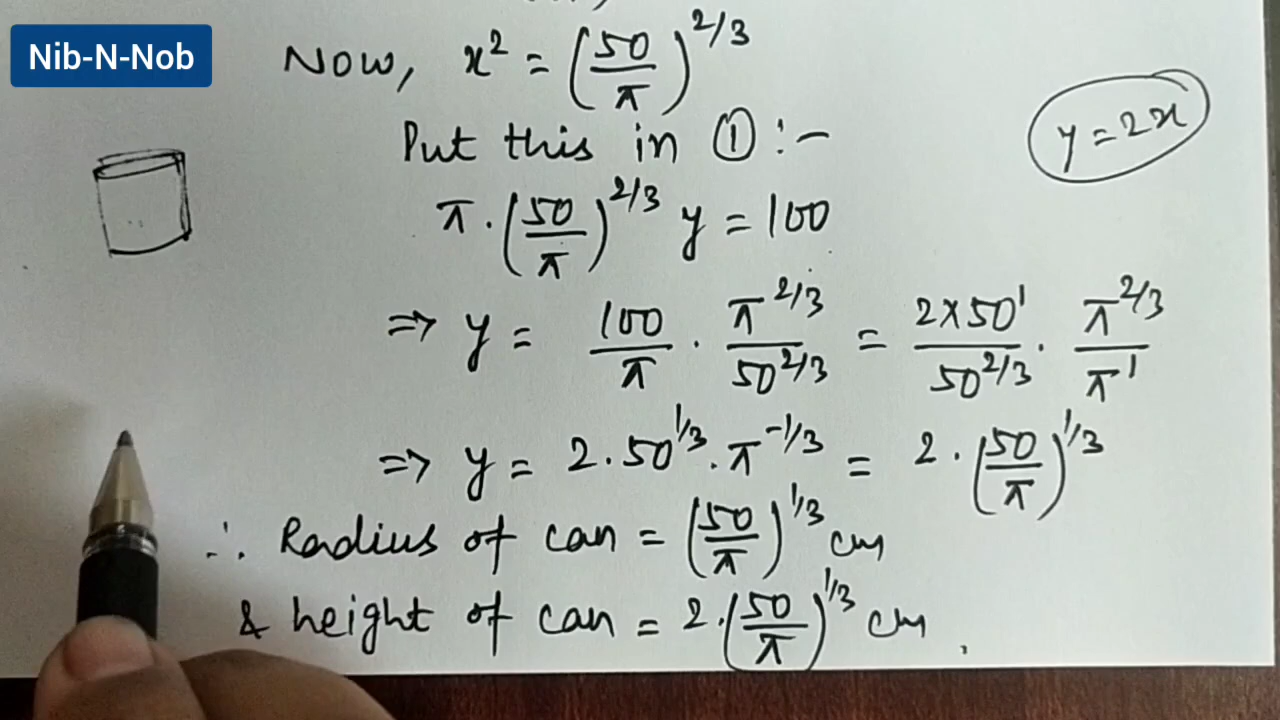 Nib-N-Nob
Now, x² = (50/π)^2/3
Put this in ① :-
y = 2x
π · (50/π)^2/3 y = 100
⇒ y = 100/π · π^2/3 / 50^2/3 = 2×50^1 / 50^2/3 · π^2/3 / π^1
⇒ y = 2 · 50^1/3 · π^-1/3 = 2 · (50/π)^1/3
∴ Radius of can = (50/π)^1/3 cm
& height of can = 2 · (50/π)^1/3 cm .